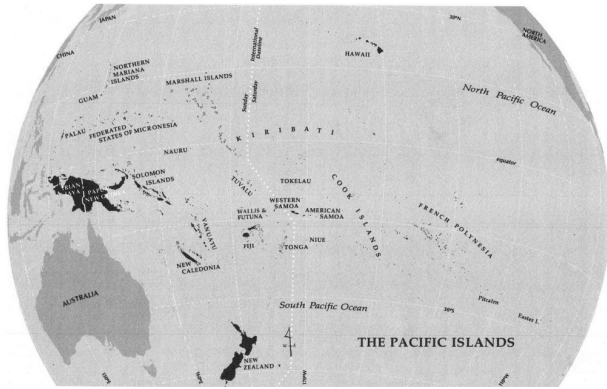 JAPAN
30°N
NORTH
AMERICA
CHINA
International
Dateline
HAWAII
NORTHERN
MARIANA
ISLANDS
MARSHALL ISLANDS
GUAM
Sunday
Saturday
North Pacific Ocean
PALAU
FEDERATED
STATES OF MICRONESIA
KIRIBATI
NAURU
equator
SOLOMON
ISLANDS
TUVALU
TOKELAU
COOK ISLANDS
WESTERN
SAMOA
WALLIS &
FUTUNA
AMERICAN
SAMOA
FRENCH POLYNESIA
VANUATU
FIJI
TONGA
NIUE
NEW
CALEDONIA
AUSTRALIA
South Pacific Ocean
30°S
Pitcairn
Easter I.
THE PACIFIC ISLANDS
NEW
ZEALAND
170°W